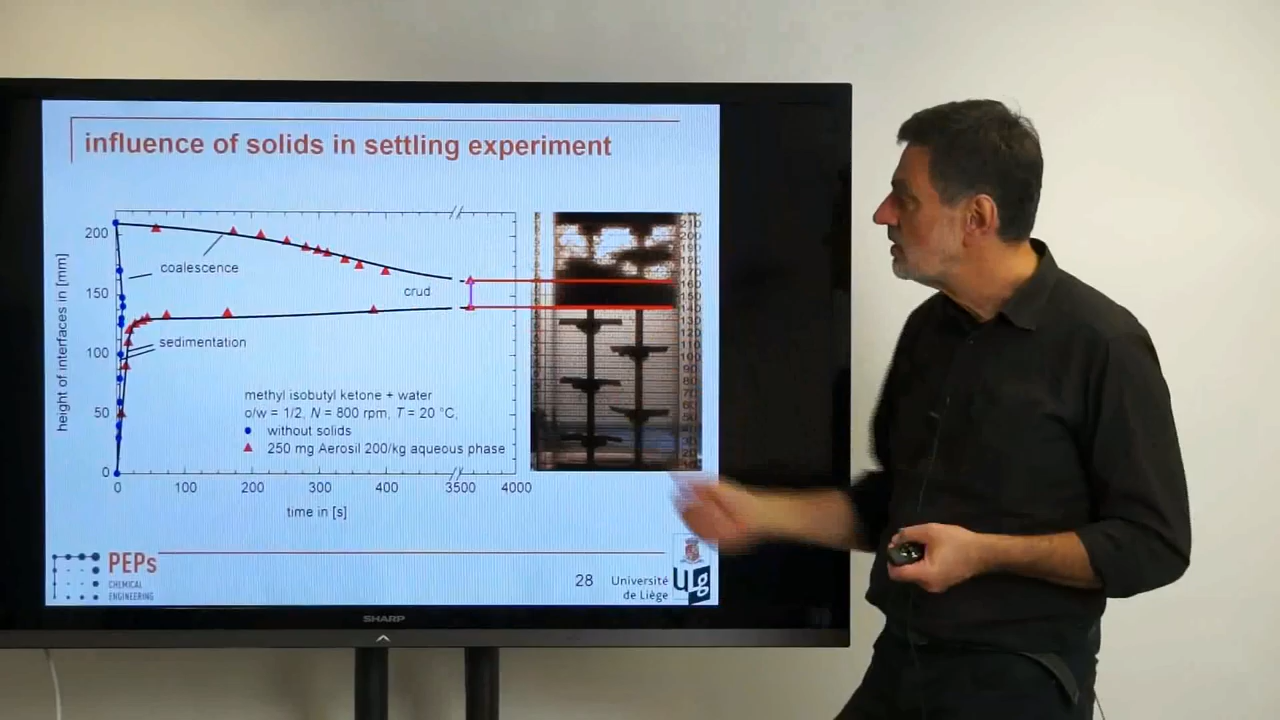 influence of solids in settling experiment
height of interfaces in [mm]
200
150
100
50
0
coalescence
sedimentation
crud
methyl isobutyl ketone + water
o/w = 1/2, N = 800 rpm, T = 20 °C,
without solids
250 mg Aerosil 200/kg aqueous phase
0 100 200 300 400 3500 4000
time in [s]
PEPs
CHEMICAL
ENGINEERING
28
Université
de Liège
SHARP